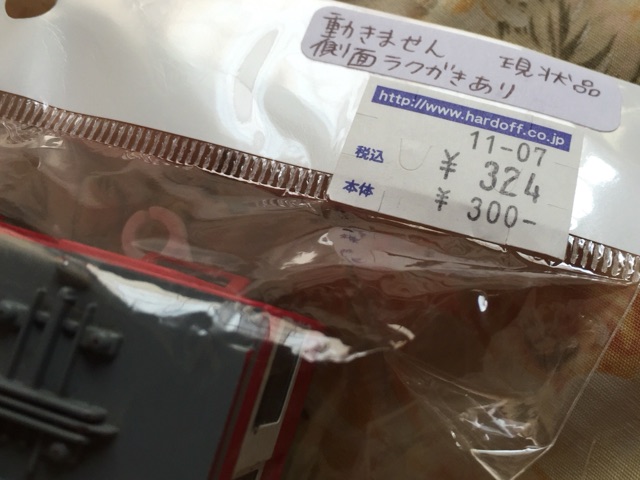 動きません 現状品
側面ラクガきあり
http://www.hardoff.co.jp
11-07
税込 ¥ 324
本体 ¥ 300-